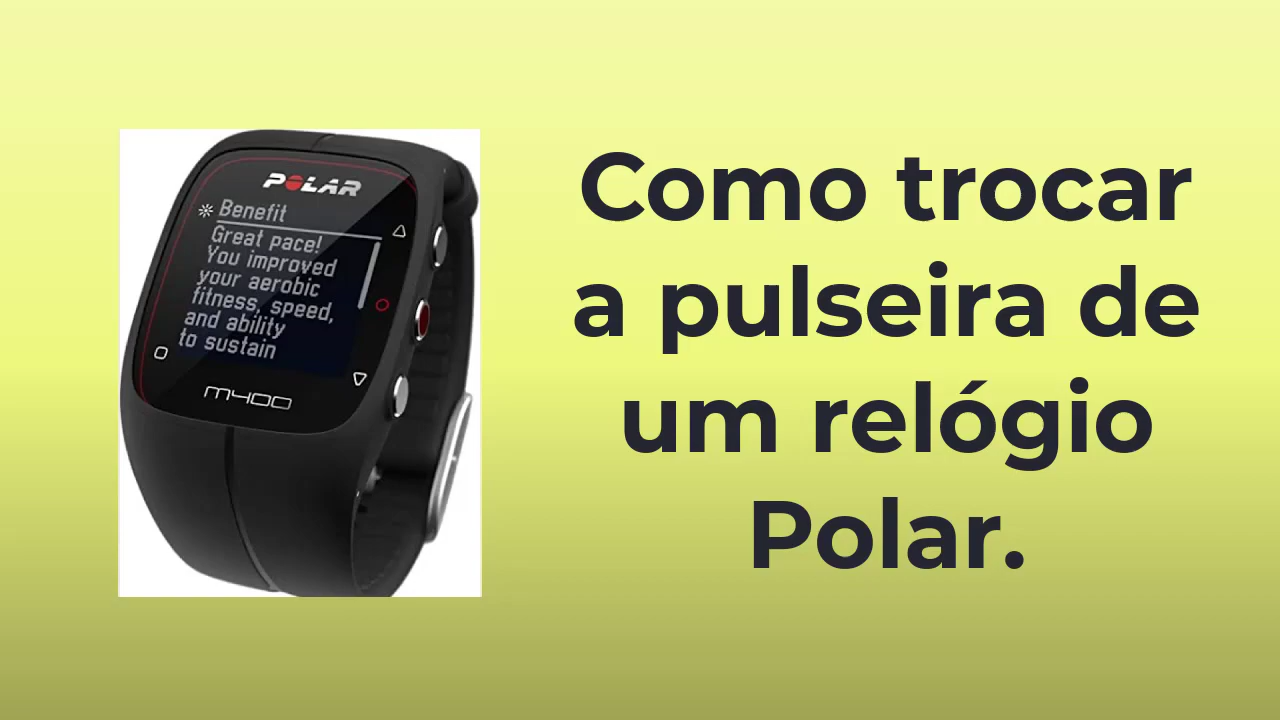 POLAR
Benefit
Great pace!
You improved
your aerobic
fitness, speed,
and ability
to sustain
M400
Como trocar
a pulseira de
um relógio
Polar.